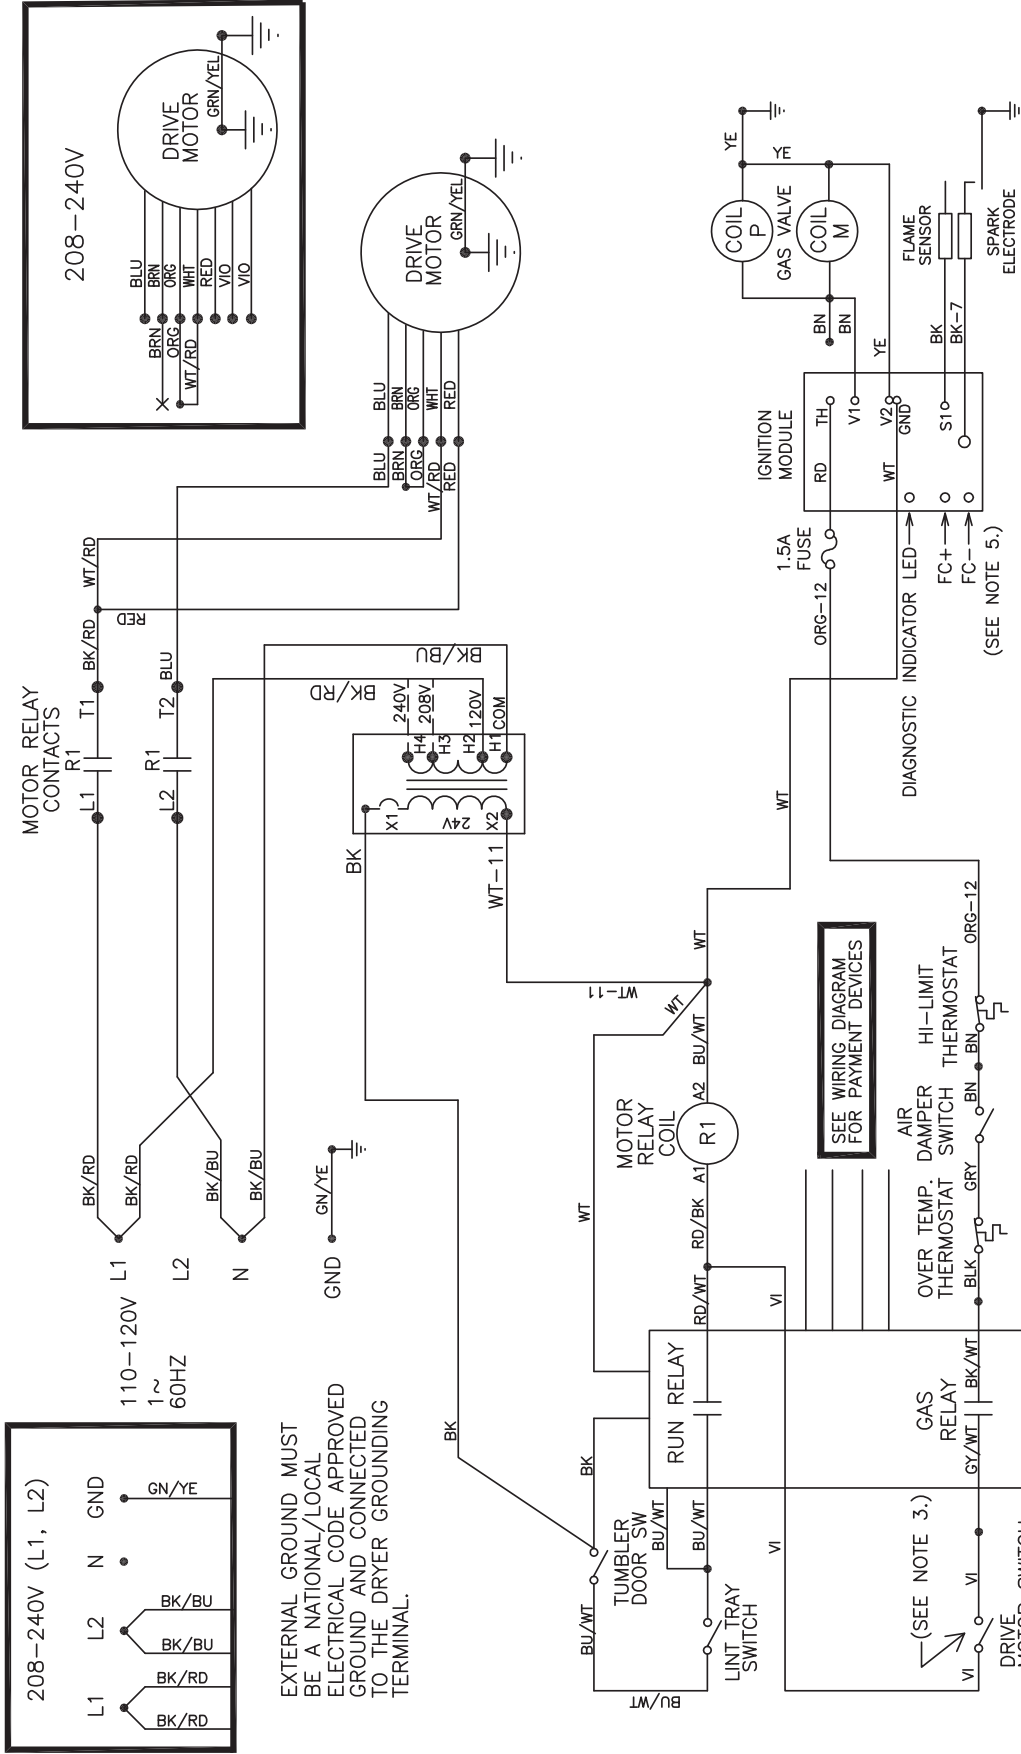 208-240V
DRIVE
MOTOR
GRN/YEL
BLU
BRN
ORG
WHT
RED
VIO
VIO
BRN
ORG
WT/RD
DRIVE
MOTOR
GRN/YEL
BLU
BRN
ORG
WHT
RED
BLU
BRN
ORG
WT/RD
RED
MOTOR RELAY
CONTACTS
R1
L1
T1
BK/RD
WT/RD
RED
R1
L2
T2
BLU
BK/BU
BK/RD
240V
208V
120V
COM
H4
H3
H2
H1
X1
24V
X2
BK
WT-11
WT-11
BK/RD
BK/RD
BK/BU
BK/BU
L1
L2
N
GND
GN/YE
110-120V
1~
60HZ
208-240V (L1, L2)
L1
L2
N
GND
BK/RD
BK/RD
BK/BU
BK/BU
GN/YE
EXTERNAL GROUND MUST
BE A NATIONAL/LOCAL
ELECTRICAL CODE APPROVED
GROUND AND CONNECTED
TO THE DRYER GROUNDING
TERMINAL.
YE
YE
COIL
P
GAS VALVE
COIL
M
BN
BN
YE
FLAME
SENSOR
SPARK
ELECTRODE
BK
BK-7
IGNITION
MODULE
TH
V1
V2
GND
S1
RD
WT
1.5A
FUSE
ORG-12
DIAGNOSTIC INDICATOR LED
FC+
FC-
(SEE NOTE 5.)
WT
WT
WT
WT
BU/WT
A2
MOTOR
RELAY
COIL
R1
A1
RD/BK
RD/WT
VI
SEE WIRING DIAGRAM
FOR PAYMENT DEVICES
ORG-12
HI-LIMIT
THERMOSTAT
BN
BN
AIR
DAMPER
SWITCH
GRY
OVER TEMP.
THERMOSTAT
BLK
BK/WT
GAS
RELAY
GY/WT
RUN RELAY
BK
BK
TUMBLER
DOOR SW
BU/WT
BU/WT
BU/WT
BU/WT
LINT TRAY
SWITCH
VI
(SEE NOTE 3.)
VI
VI
DRIVE
MOTOR SWITCH